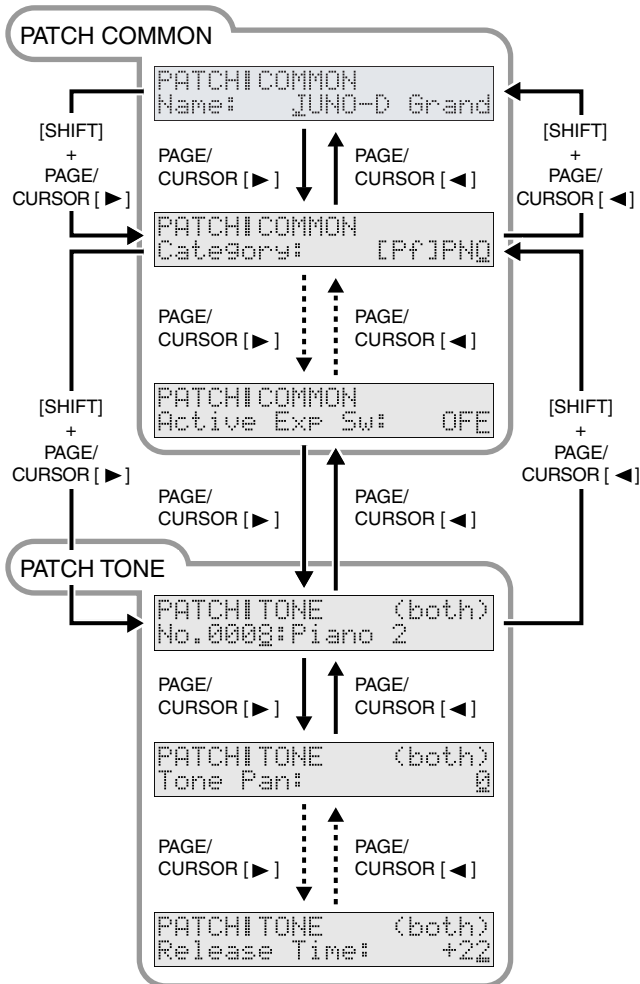 PATCH COMMON
PATCH COMMON
Name: JUNO-D Grand
[SHIFT]
+
PAGE/
CURSOR [ ▶ ]
PAGE/
CURSOR [ ▶ ]
PAGE/
CURSOR [ ◀ ]
[SHIFT]
+
PAGE/
CURSOR [ ◀ ]
PATCH COMMON
Category: [Pf]PNO
PAGE/
CURSOR [ ▶ ]
PAGE/
CURSOR [ ◀ ]
PATCH COMMON
Active Exp Sw: OFF
[SHIFT]
+
PAGE/
CURSOR [ ▶ ]
PAGE/
CURSOR [ ▶ ]
PAGE/
CURSOR [ ◀ ]
[SHIFT]
+
PAGE/
CURSOR [ ◀ ]
PATCH TONE
PATCH TONE (both)
No.0008:Piano 2
PAGE/
CURSOR [ ▶ ]
PAGE/
CURSOR [ ◀ ]
PATCH TONE (both)
Tone Pan: 0
PAGE/
CURSOR [ ▶ ]
PAGE/
CURSOR [ ◀ ]
PATCH TONE (both)
Release Time: +22